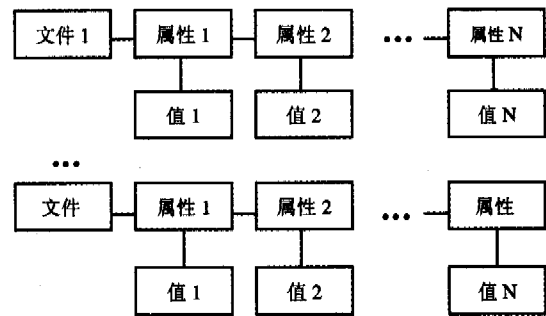 文件 1 属性 1 属性 2 ••• 属性 N
值 1 值 2 值 N
•••
文件 属性 1 属性 2 ••• 属性
值 1 值 2 值 N